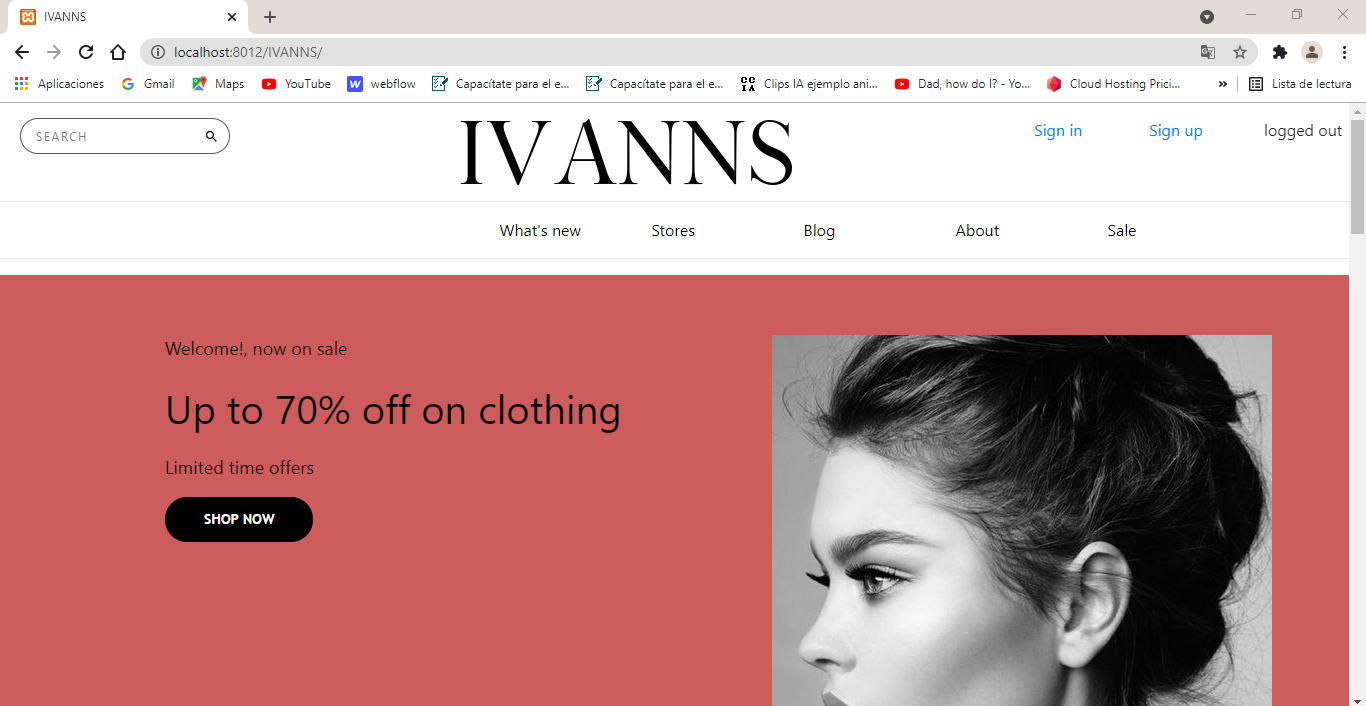 IVANNS
localhost:8012/IVANNS/
Aplicaciones
Gmail
Maps
YouTube
webflow
Capacítate para el e...
Capacítate para el e...
Clips IA ejemplo ani...
Dad, how do I? - Yo...
Cloud Hosting Prici...
»
Lista de lectura
SEARCH
IVANNS
Sign in
Sign up
logged out
What's new
Stores
Blog
About
Sale
Welcome!, now on sale
Up to 70% off on clothing
Limited time offers
SHOP NOW